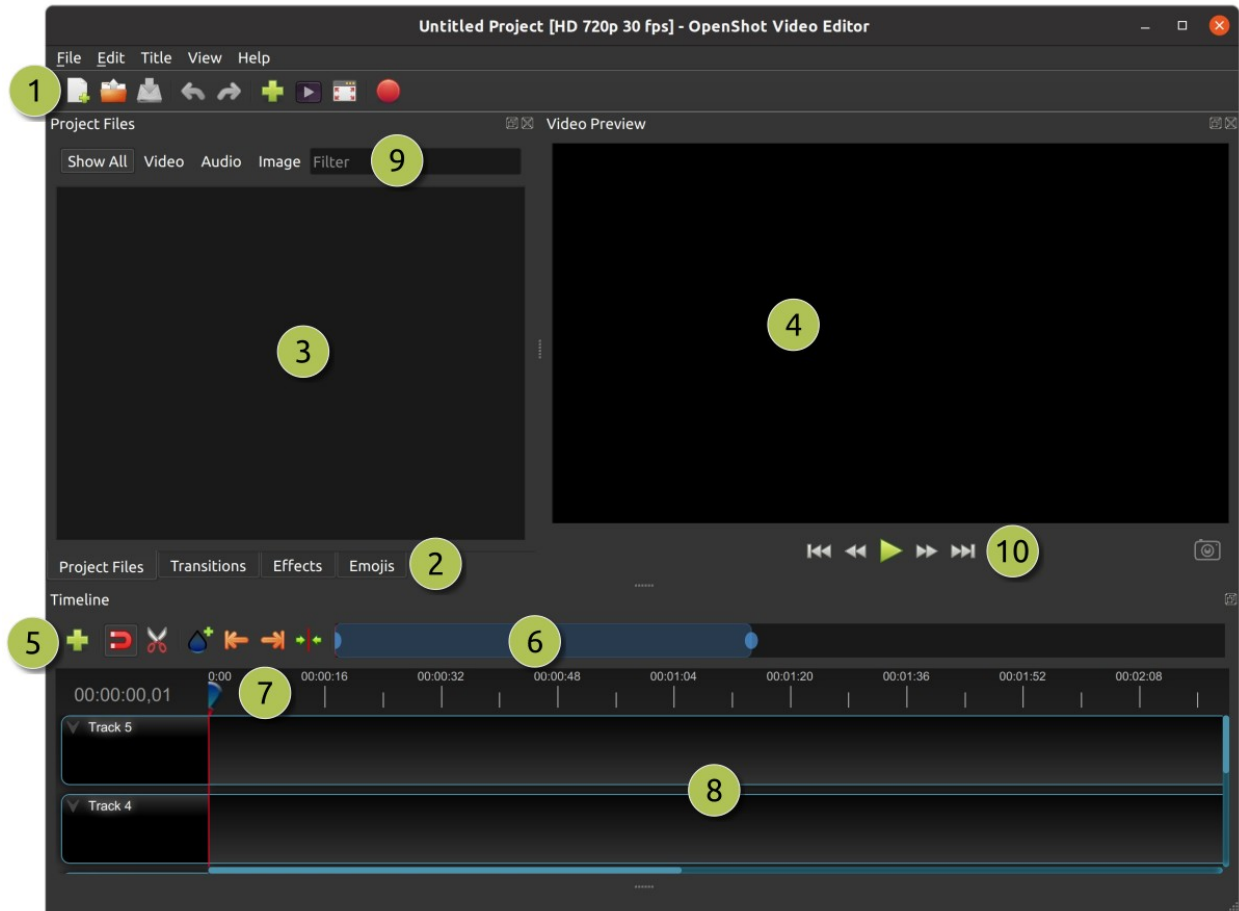 Untitled Project [HD 720p 30 fps] - OpenShot Video Editor
File Edit Title View Help
1
Project Files
Video Preview
Show All Video Audio Image Filter 9
3
4
10
Project Files Transitions Effects Emojis 2
Timeline
5
6
00:00:00,01
0:00 00:00:16 00:00:32 00:00:48 00:01:04 00:01:20 00:01:36 00:01:52 00:02:08
7
Track 5
8
Track 4